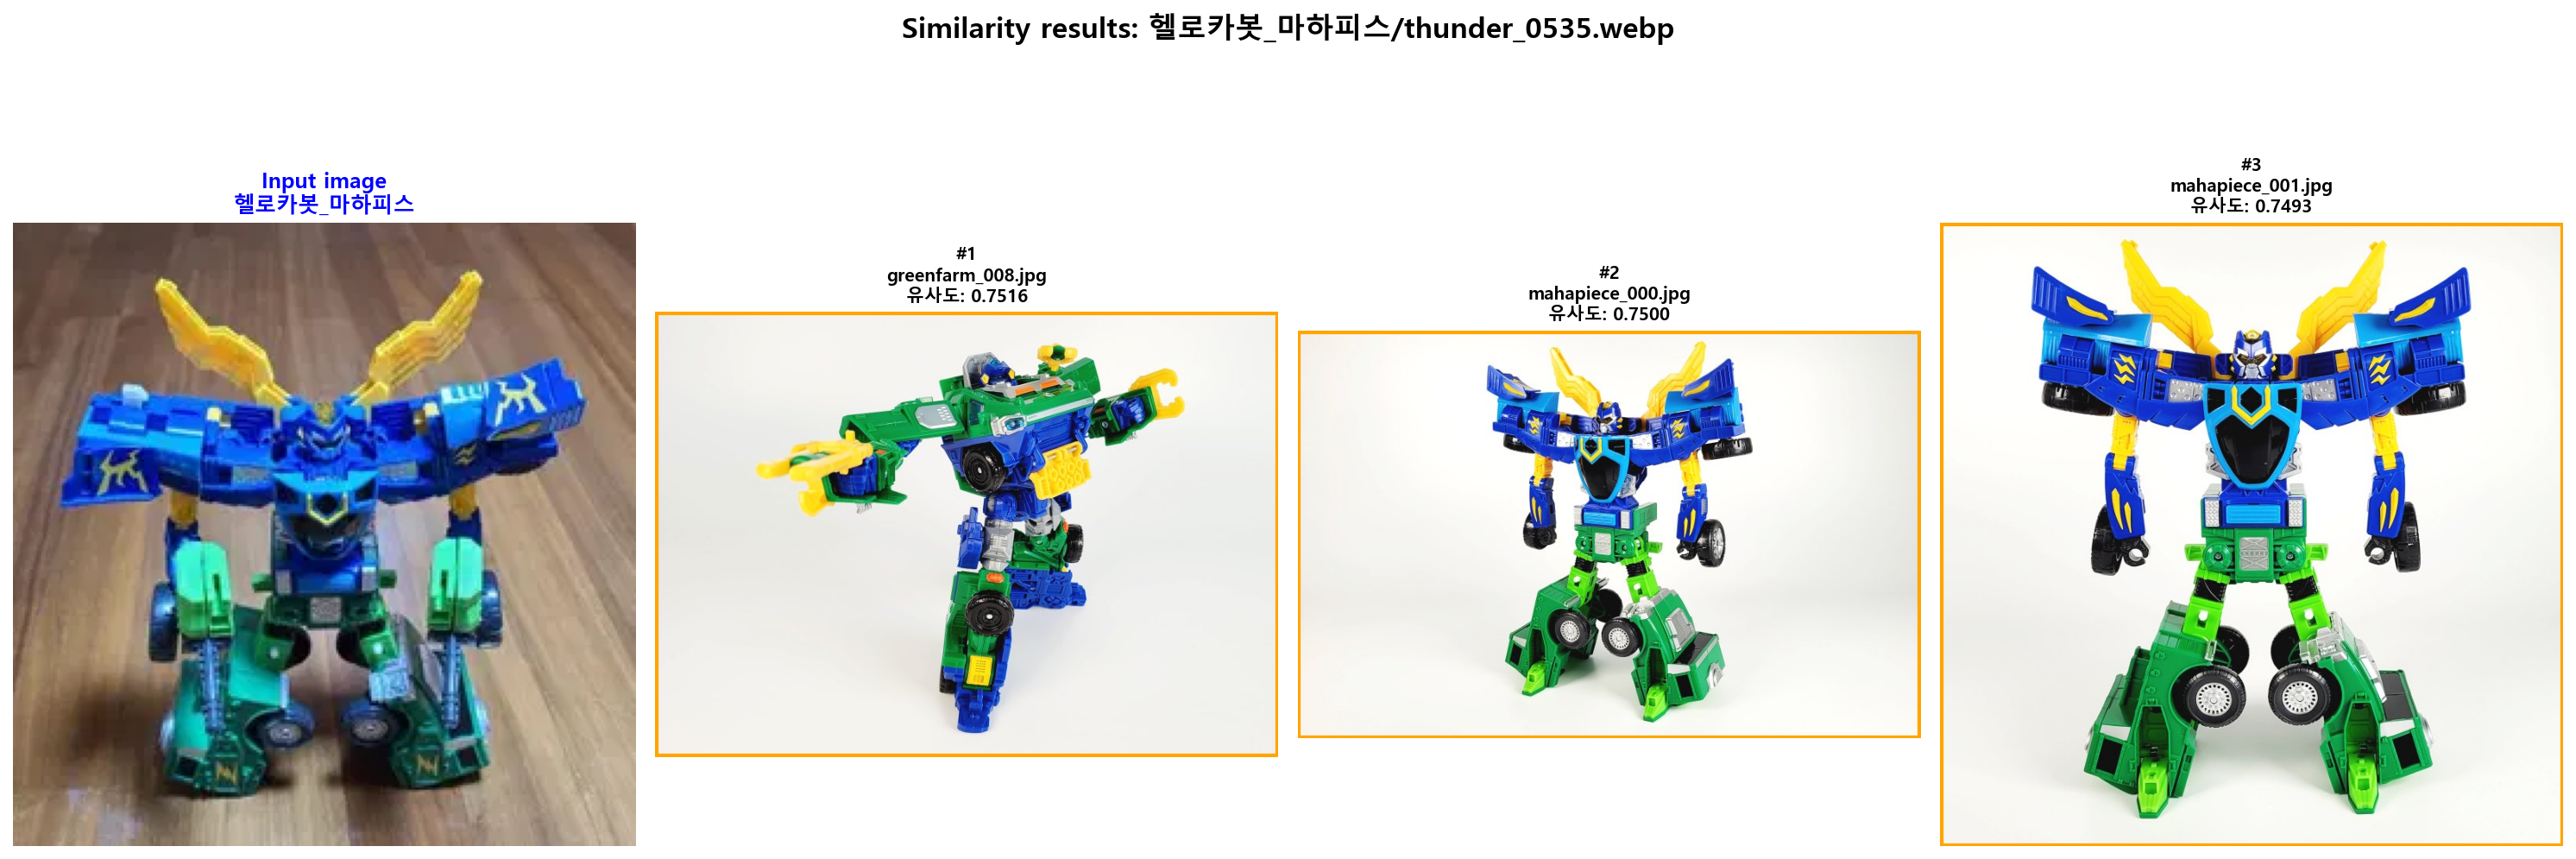 Similarity results: 헬로카봇_마하피스/thunder_0535.webp
Input image
헬로카봇_마하피스
#1
greenfarm_008.jpg
유사도: 0.7516
#2
mahapiece_000.jpg
유사도: 0.7500
#3
mahapiece_001.jpg
유사도: 0.7493